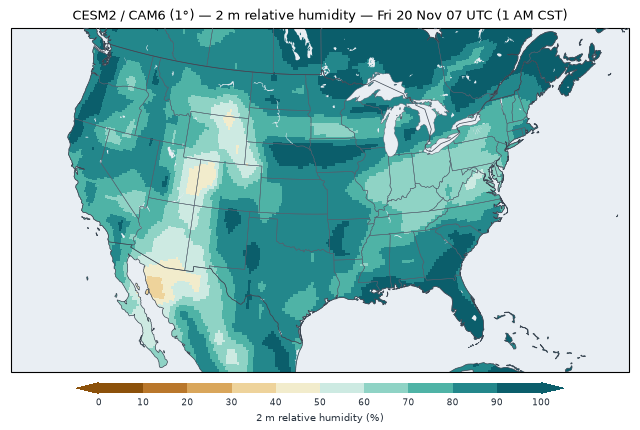 CESM2 / CAM6 (1°) — 2 m relative humidity — Fri 20 Nov 07 UTC (1 AM CST)
0 10 20 30 40 50 60 70 80 90 100
2 m relative humidity (%)